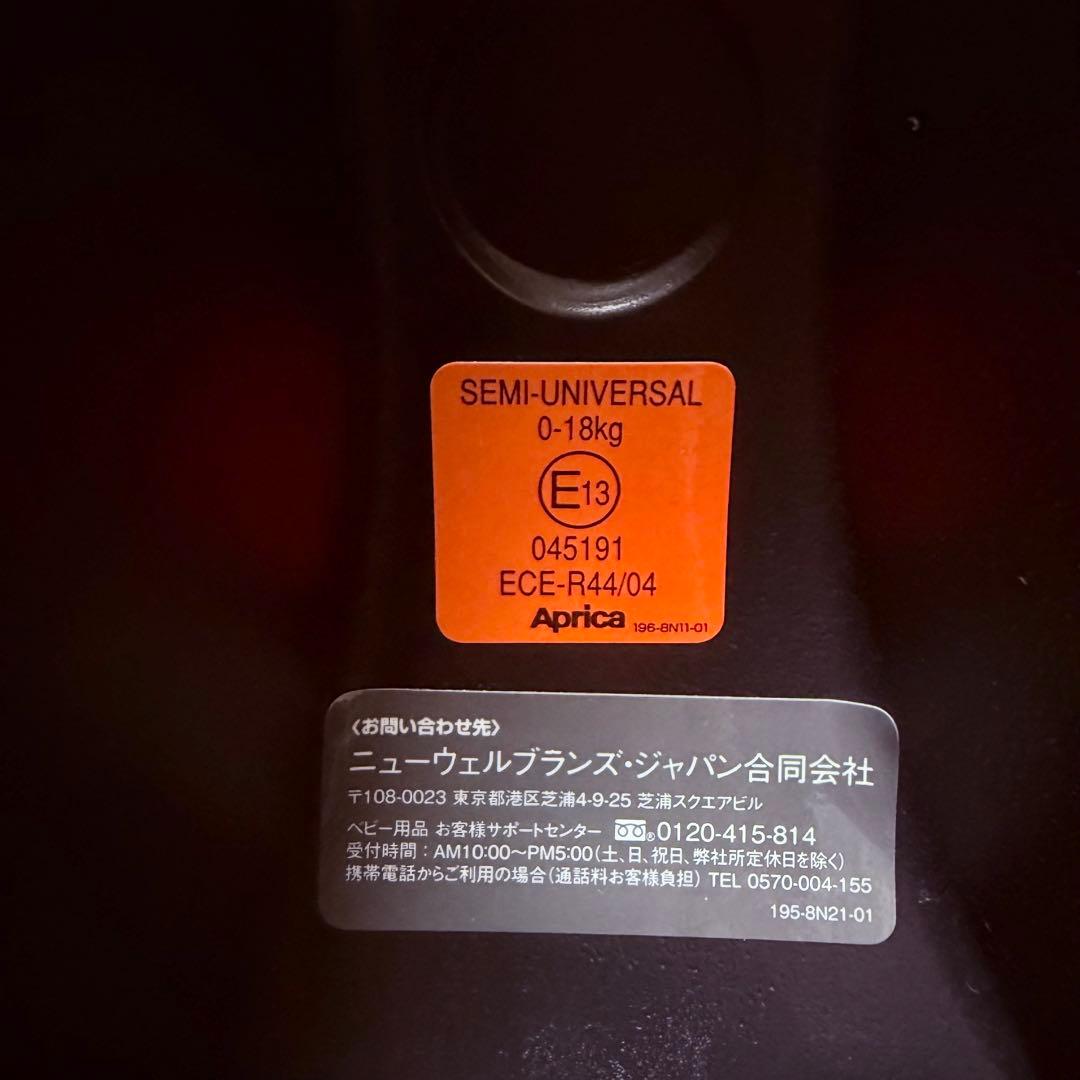 SEMI-UNIVERSAL
0-18kg
E13
045191
ECE-R44/04
Aprica 196-8N11-01
〈お問い合わせ先〉
ニューウェルブランズ・ジャパン合同会社
〒108-0023 東京都港区芝浦4-9-25 芝浦スクエアビル
ベビー用品 お客様サポートセンター ®0120-415-814
受付時間：AM10:00〜PM5:00(土、日、祝日、弊社所定休日を除く)
携帯電話からご利用の場合(通話料お客様負担) TEL 0570-004-155
195-8N21-01